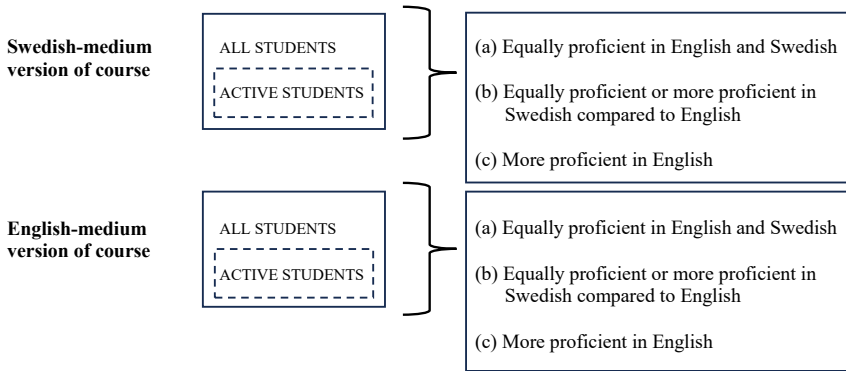 Swedish-medium
version of course
ALL STUDENTS
ACTIVE STUDENTS
(a) Equally proficient in English and Swedish
(b) Equally proficient or more proficient in
Swedish compared to English
(c) More proficient in English
English-medium
version of course
ALL STUDENTS
ACTIVE STUDENTS
(a) Equally proficient in English and Swedish
(b) Equally proficient or more proficient in
Swedish compared to English
(c) More proficient in English